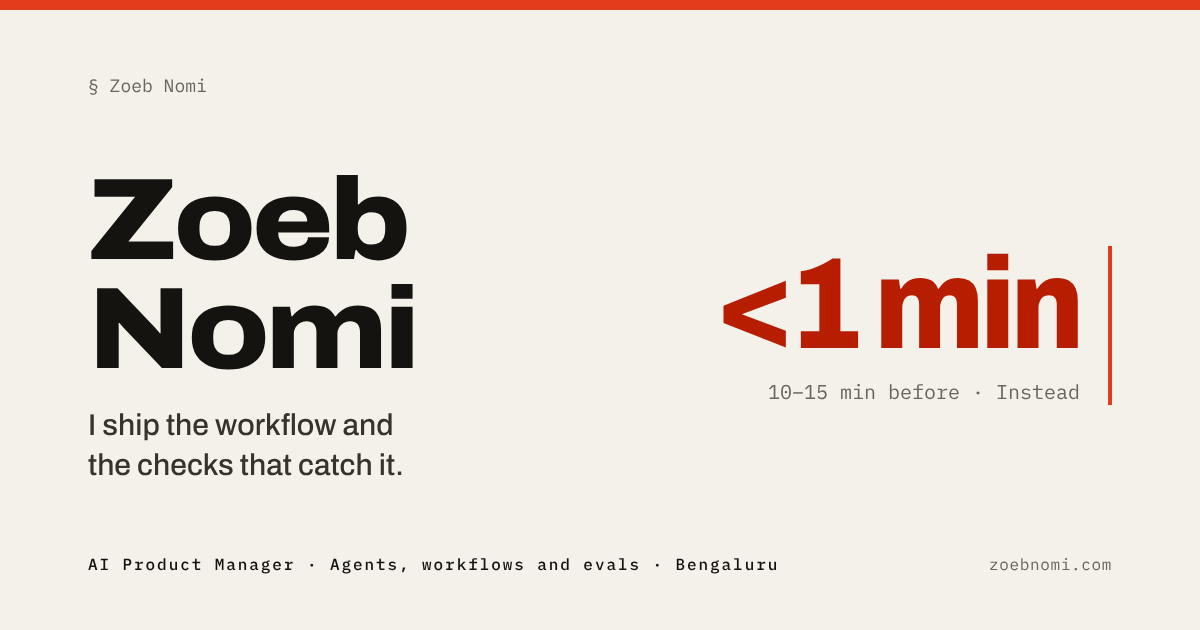 § Zoeb Nomi
Zoeb
Nomi
I ship the workflow and
the checks that catch it.
<1 min
10–15 min before · Instead
AI Product Manager · Agents, workflows and evals · Bengaluru
zoebnomi.com